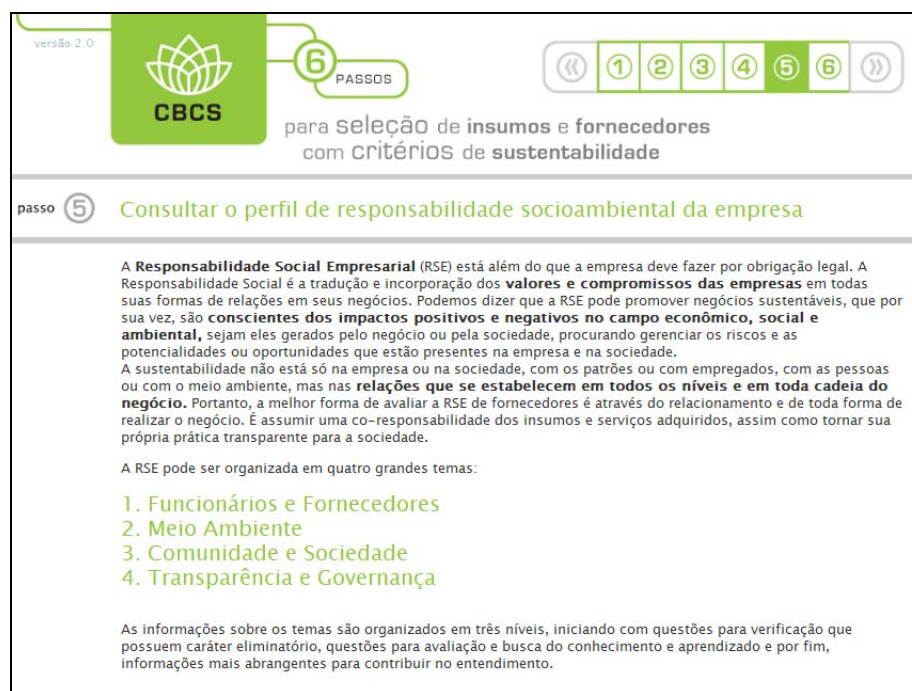 versão 2.0
CBCS
6
PASSOS
« 1 2 3 4 5 6 »
para seleção de insumos e fornecedores
com critérios de sustentabilidade
passo 5 Consultar o perfil de responsabilidade socioambiental da empresa
A Responsabilidade Social Empresarial (RSE) está além do que a empresa deve fazer por obrigação legal. A
Responsabilidade Social é a tradução e incorporação dos valores e compromissos das empresas em todas
suas formas de relações em seus negócios. Podemos dizer que a RSE pode promover negócios sustentáveis, que por
sua vez, são conscientes dos impactos positivos e negativos no campo econômico, social e
ambiental, sejam eles gerados pelo negócio ou pela sociedade, procurando gerenciar os riscos e as
potencialidades ou oportunidades que estão presentes na empresa e na sociedade.
A sustentabilidade não está só na empresa ou na sociedade, com os patrões ou com empregados, com as pessoas
ou com o meio ambiente, mas nas relações que se estabelecem em todos os níveis e em toda cadeia do
negócio. Portanto, a melhor forma de avaliar a RSE de fornecedores é através do relacionamento e de toda forma de
realizar o negócio. É assumir uma co-responsabilidade dos insumos e serviços adquiridos, assim como tornar sua
própria prática transparente para a sociedade.
A RSE pode ser organizada em quatro grandes temas:
1. Funcionários e Fornecedores
2. Meio Ambiente
3. Comunidade e Sociedade
4. Transparência e Governança
As informações sobre os temas são organizados em três níveis, iniciando com questões para verificação que
possuem caráter eliminatório, questões para avaliação e busca do conhecimento e aprendizado e por fim,
informações mais abrangentes para contribuir no entendimento.